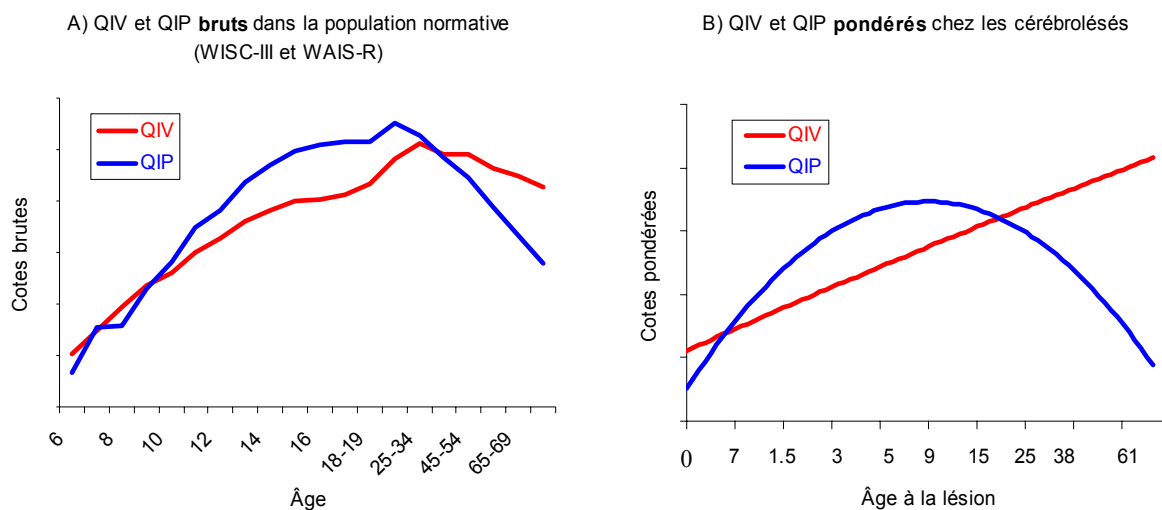 A) QIV et QIP bruts dans la population normative
(WISC-III et WAIS-R)
QIV
QIP
Cotes brutes
6
8
10
12
14
16
18-19
25-34
45-54
65-69
Âge
B) QIV et QIP pondérés chez les cérébrolésés
QIV
QIP
Cotes pondérées
0 7 1.5 3 5 9 15 25 38 61
Âge à la lésion